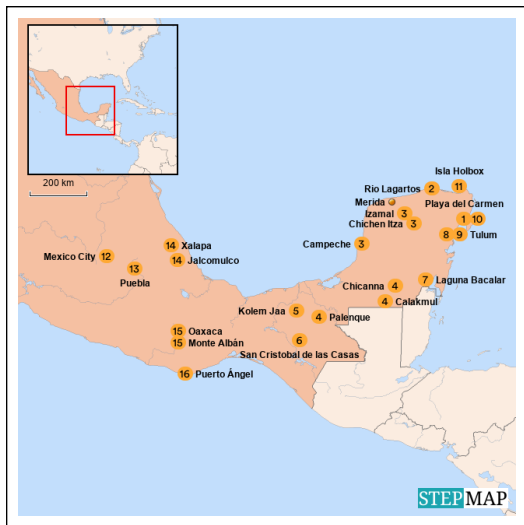 200 km
Isla Holbox
Rio Lagartos 2 11
Merida Playa del Carmen
Izamal 3 1 10
Chichen Itza 3
8 9 Tulum
Campeche 3
14 Xalapa
Mexico City 12
14 Jalcomulco
13
Puebla
7 Laguna Bacalar
Chicanna 4
4 Calakmul
Kolem Jaa 5
4 Palenque
15 Oaxaca
15 Monte Albán
6
San Cristobal de las Casas
16 Puerto Ángel
STEPMAP